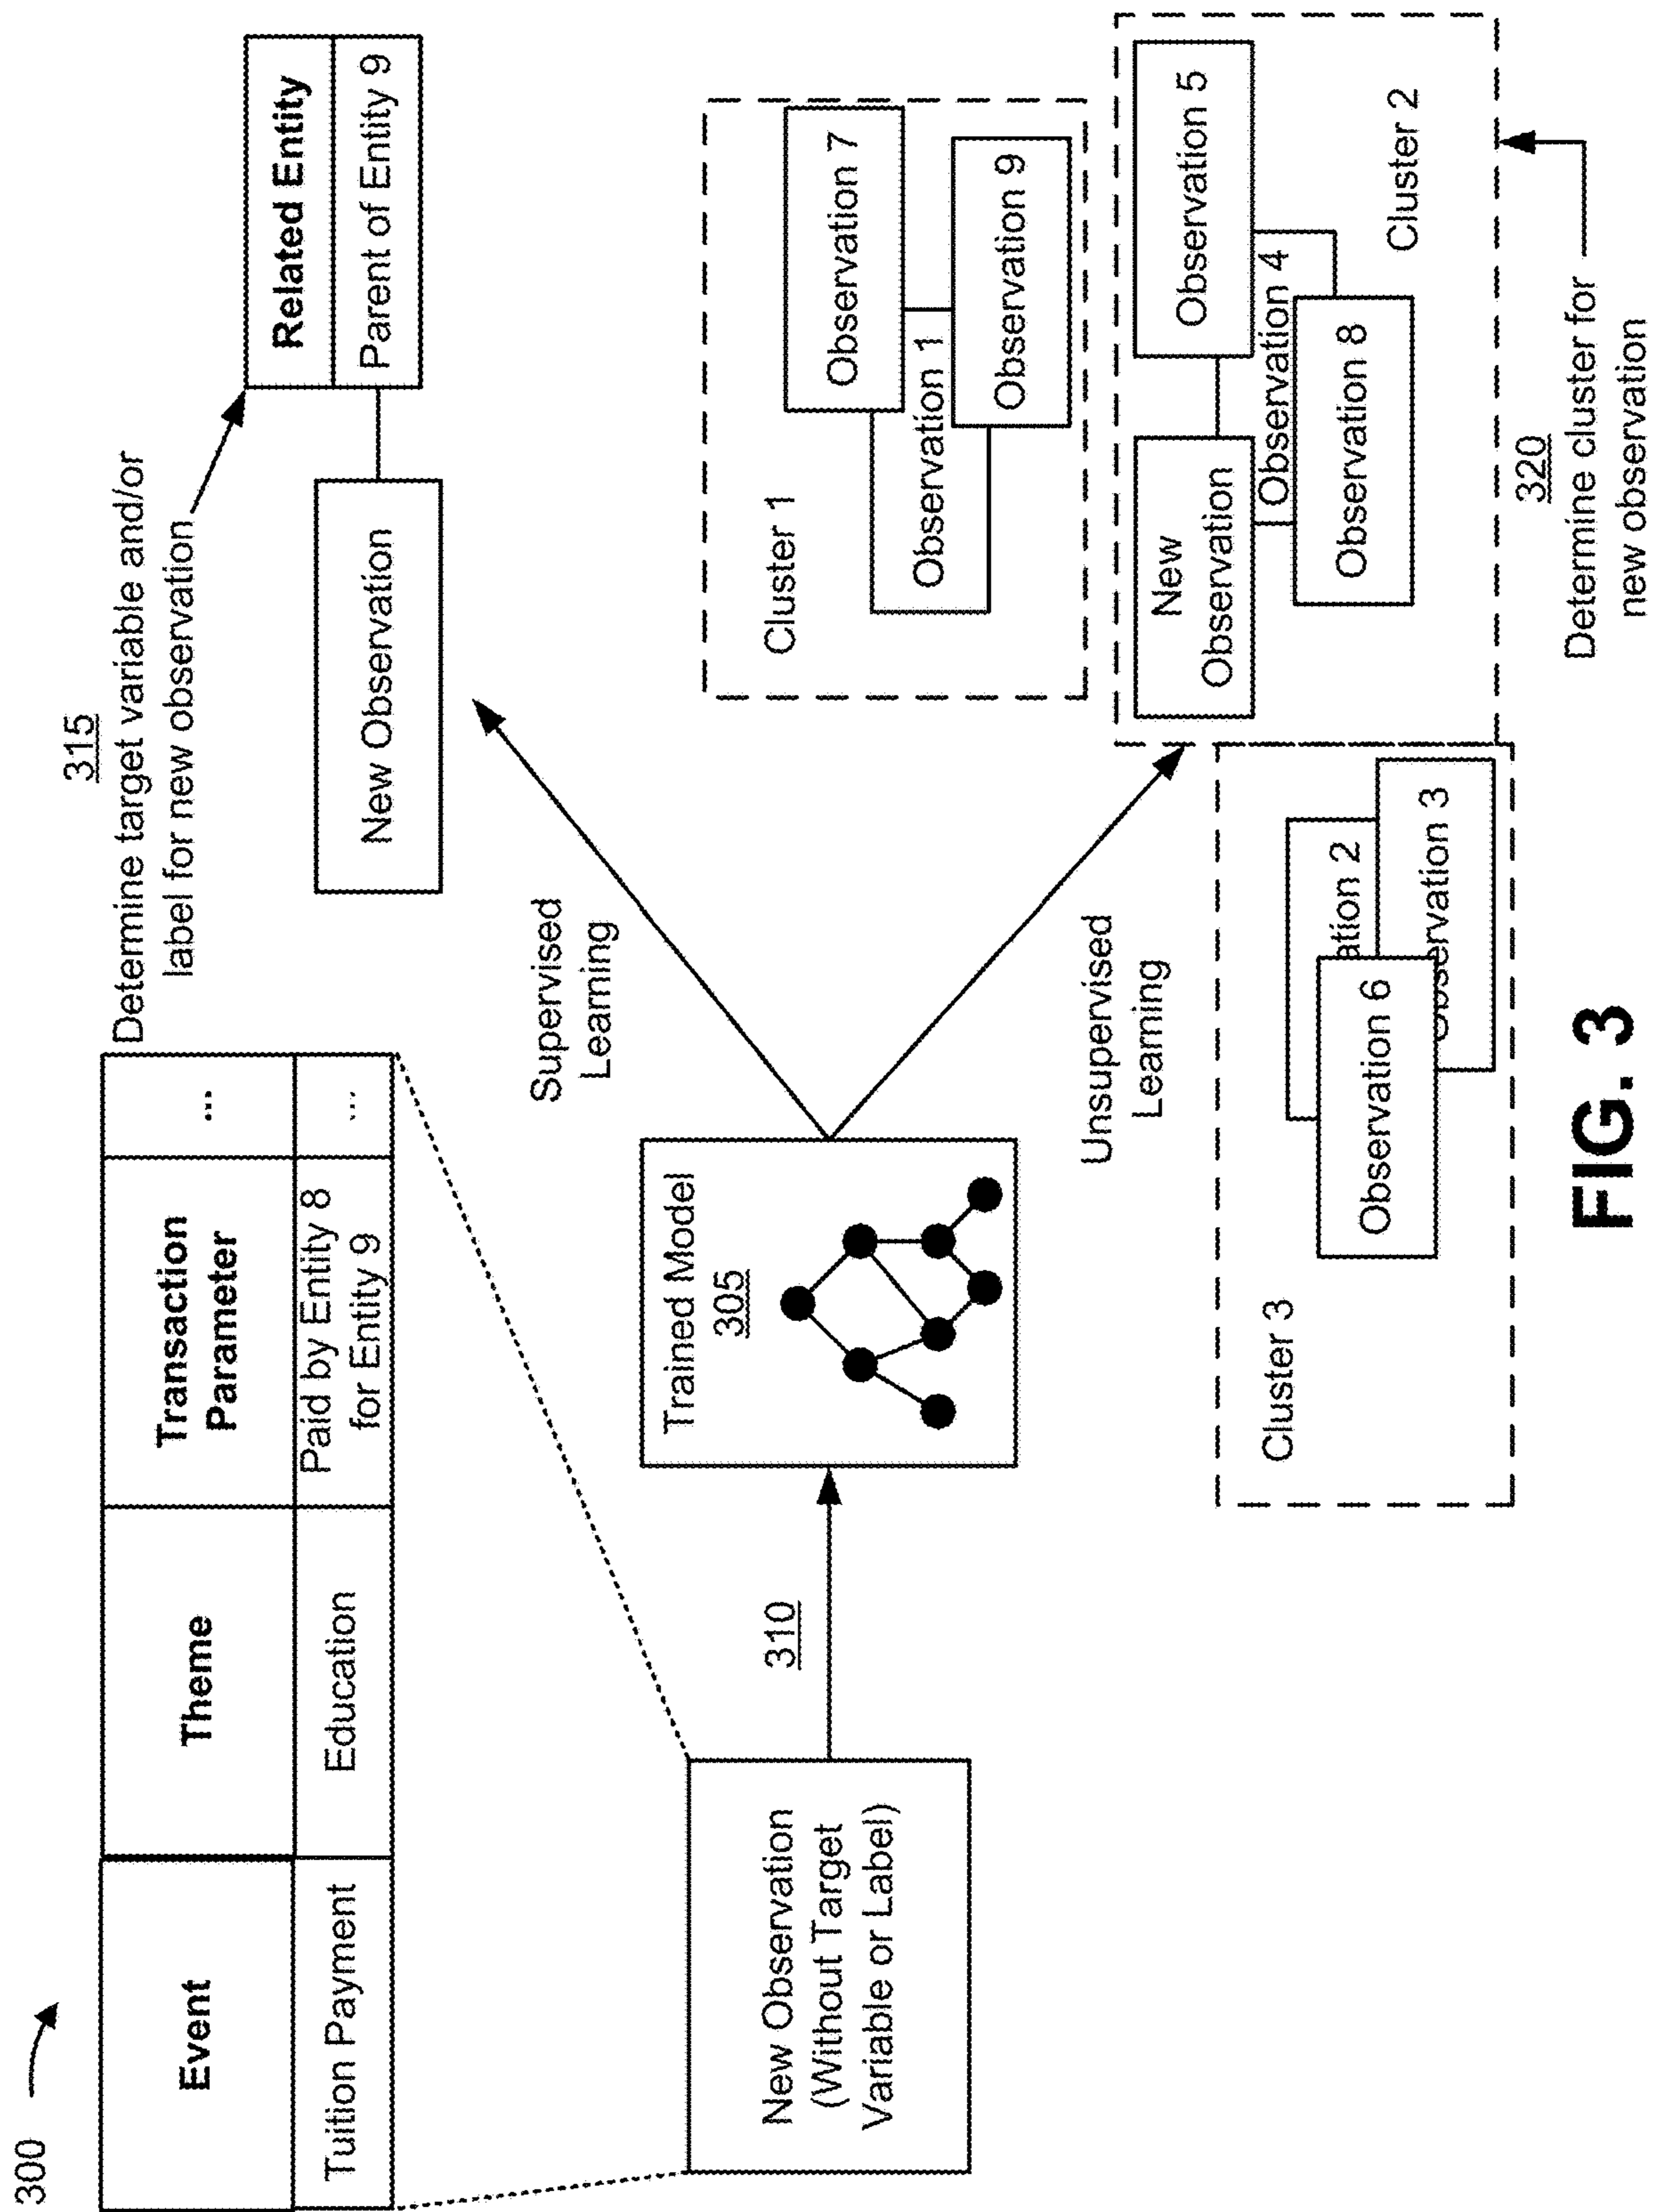 300
Event
Theme
Transaction
Parameter
...
Tuition Payment
Education
Paid by Entity 8
for Entity 9
...
315
Determine target variable and/or
label for new observation
Related Entity
Parent of Entity 9
New Observation
Supervised
Learning
New Observation
(Without Target
Variable or Label)
310
Trained Model
305
Unsupervised
Learning
Cluster 1
Observation 7
Observation 1
Observation 9
New
Observation
Observation 5
Observation 4
Observation 8
Cluster 2
Cluster 3
ation 2
Observation 6
bservation 3
320
Determine cluster for
new observation
FIG. 3